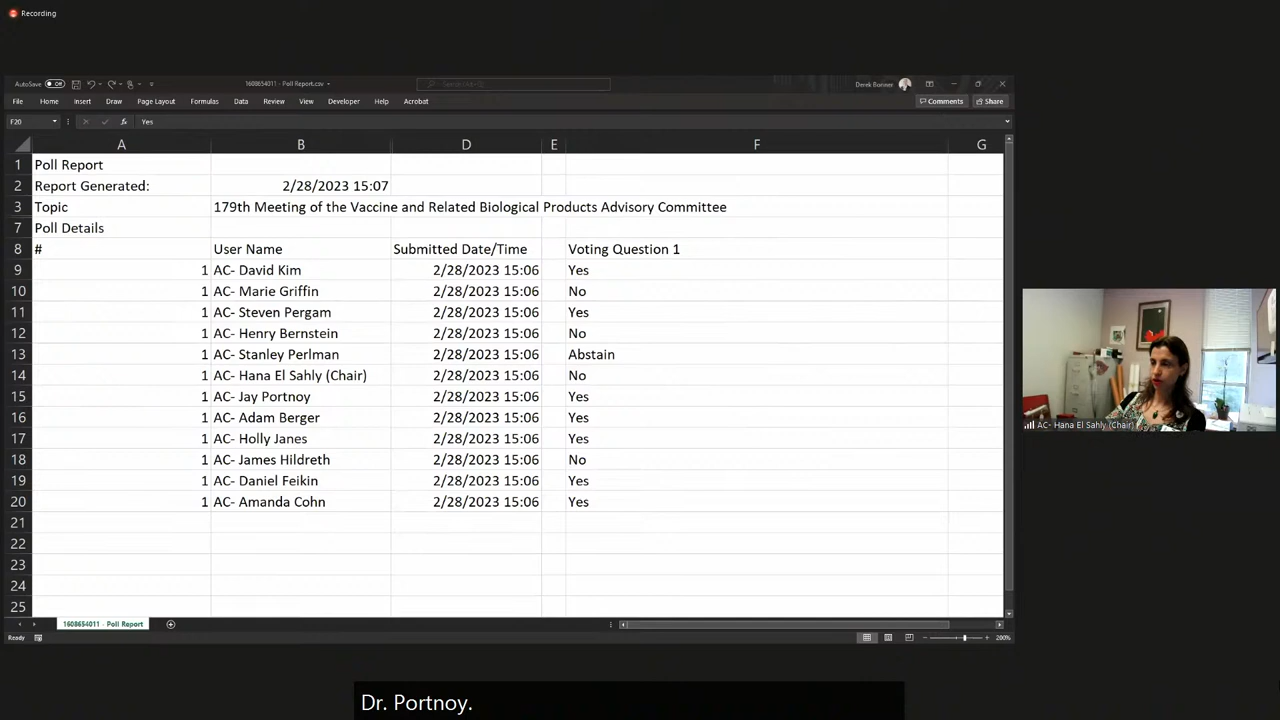 Recording
AutoSave Off 1608654011 - Poll Report.csv Search (Alt+Q) Derek Bonner
File Home Insert Draw Page Layout Formulas Data Review View Developer Help Acrobat Comments Share
F20 fx Yes
A B D E F G
1 Poll Report
2 Report Generated: 2/28/2023 15:07
3 Topic 179th Meeting of the Vaccine and Related Biological Products Advisory Committee
7 Poll Details
8 # User Name Submitted Date/Time Voting Question 1
9 1 AC- David Kim 2/28/2023 15:06 Yes
10 1 AC- Marie Griffin 2/28/2023 15:06 No
11 1 AC- Steven Pergam 2/28/2023 15:06 Yes
12 1 AC- Henry Bernstein 2/28/2023 15:06 No
13 1 AC- Stanley Perlman 2/28/2023 15:06 Abstain
14 1 AC- Hana El Sahly (Chair) 2/28/2023 15:06 No
15 1 AC- Jay Portnoy 2/28/2023 15:06 Yes
16 1 AC- Adam Berger 2/28/2023 15:06 Yes
17 1 AC- Holly Janes 2/28/2023 15:06 Yes
18 1 AC- James Hildreth 2/28/2023 15:06 No
19 1 AC- Daniel Feikin 2/28/2023 15:06 Yes
20 1 AC- Amanda Cohn 2/28/2023 15:06 Yes
21
22
23
24
25
AC- Hana El Sahly (Chair)
1608654011 - Poll Report
Ready 200%
Dr. Portnoy.